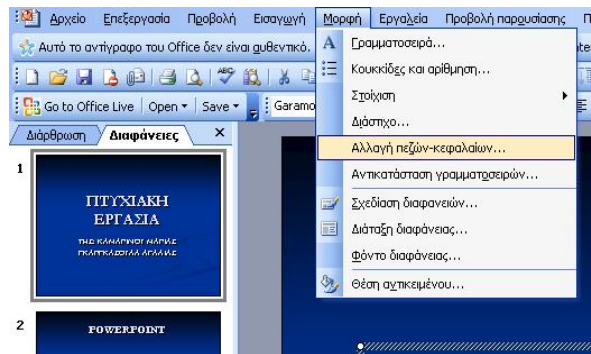 Αρχείο Επεξεργασία Προβολή Εισαγωγή Μορφή Εργαλεία Προβολή παρουσίασης Π
Αυτό το αντίγραφο του Office δεν είναι αυθεντικό.
Go to Office Live Open Save Garamo
Γραμματοσειρά...
Κουκκίδες και αρίθμηση...
Στοίχιση
Διάστιχο...
Αλλαγή πεζών-κεφαλαίων...
Αντικατάσταση γραμματοσειρών...
Σχεδίαση διαφανειών...
Διάταξη διαφάνειας...
Φόντο διαφάνειας...
Θέση αντικειμένου...
Διάρθρωση Διαφάνειες X
1
ΠΤΥΧΙΑΚΗ
ΕΡΓΑΣΙΑ
2
POWERPOINT